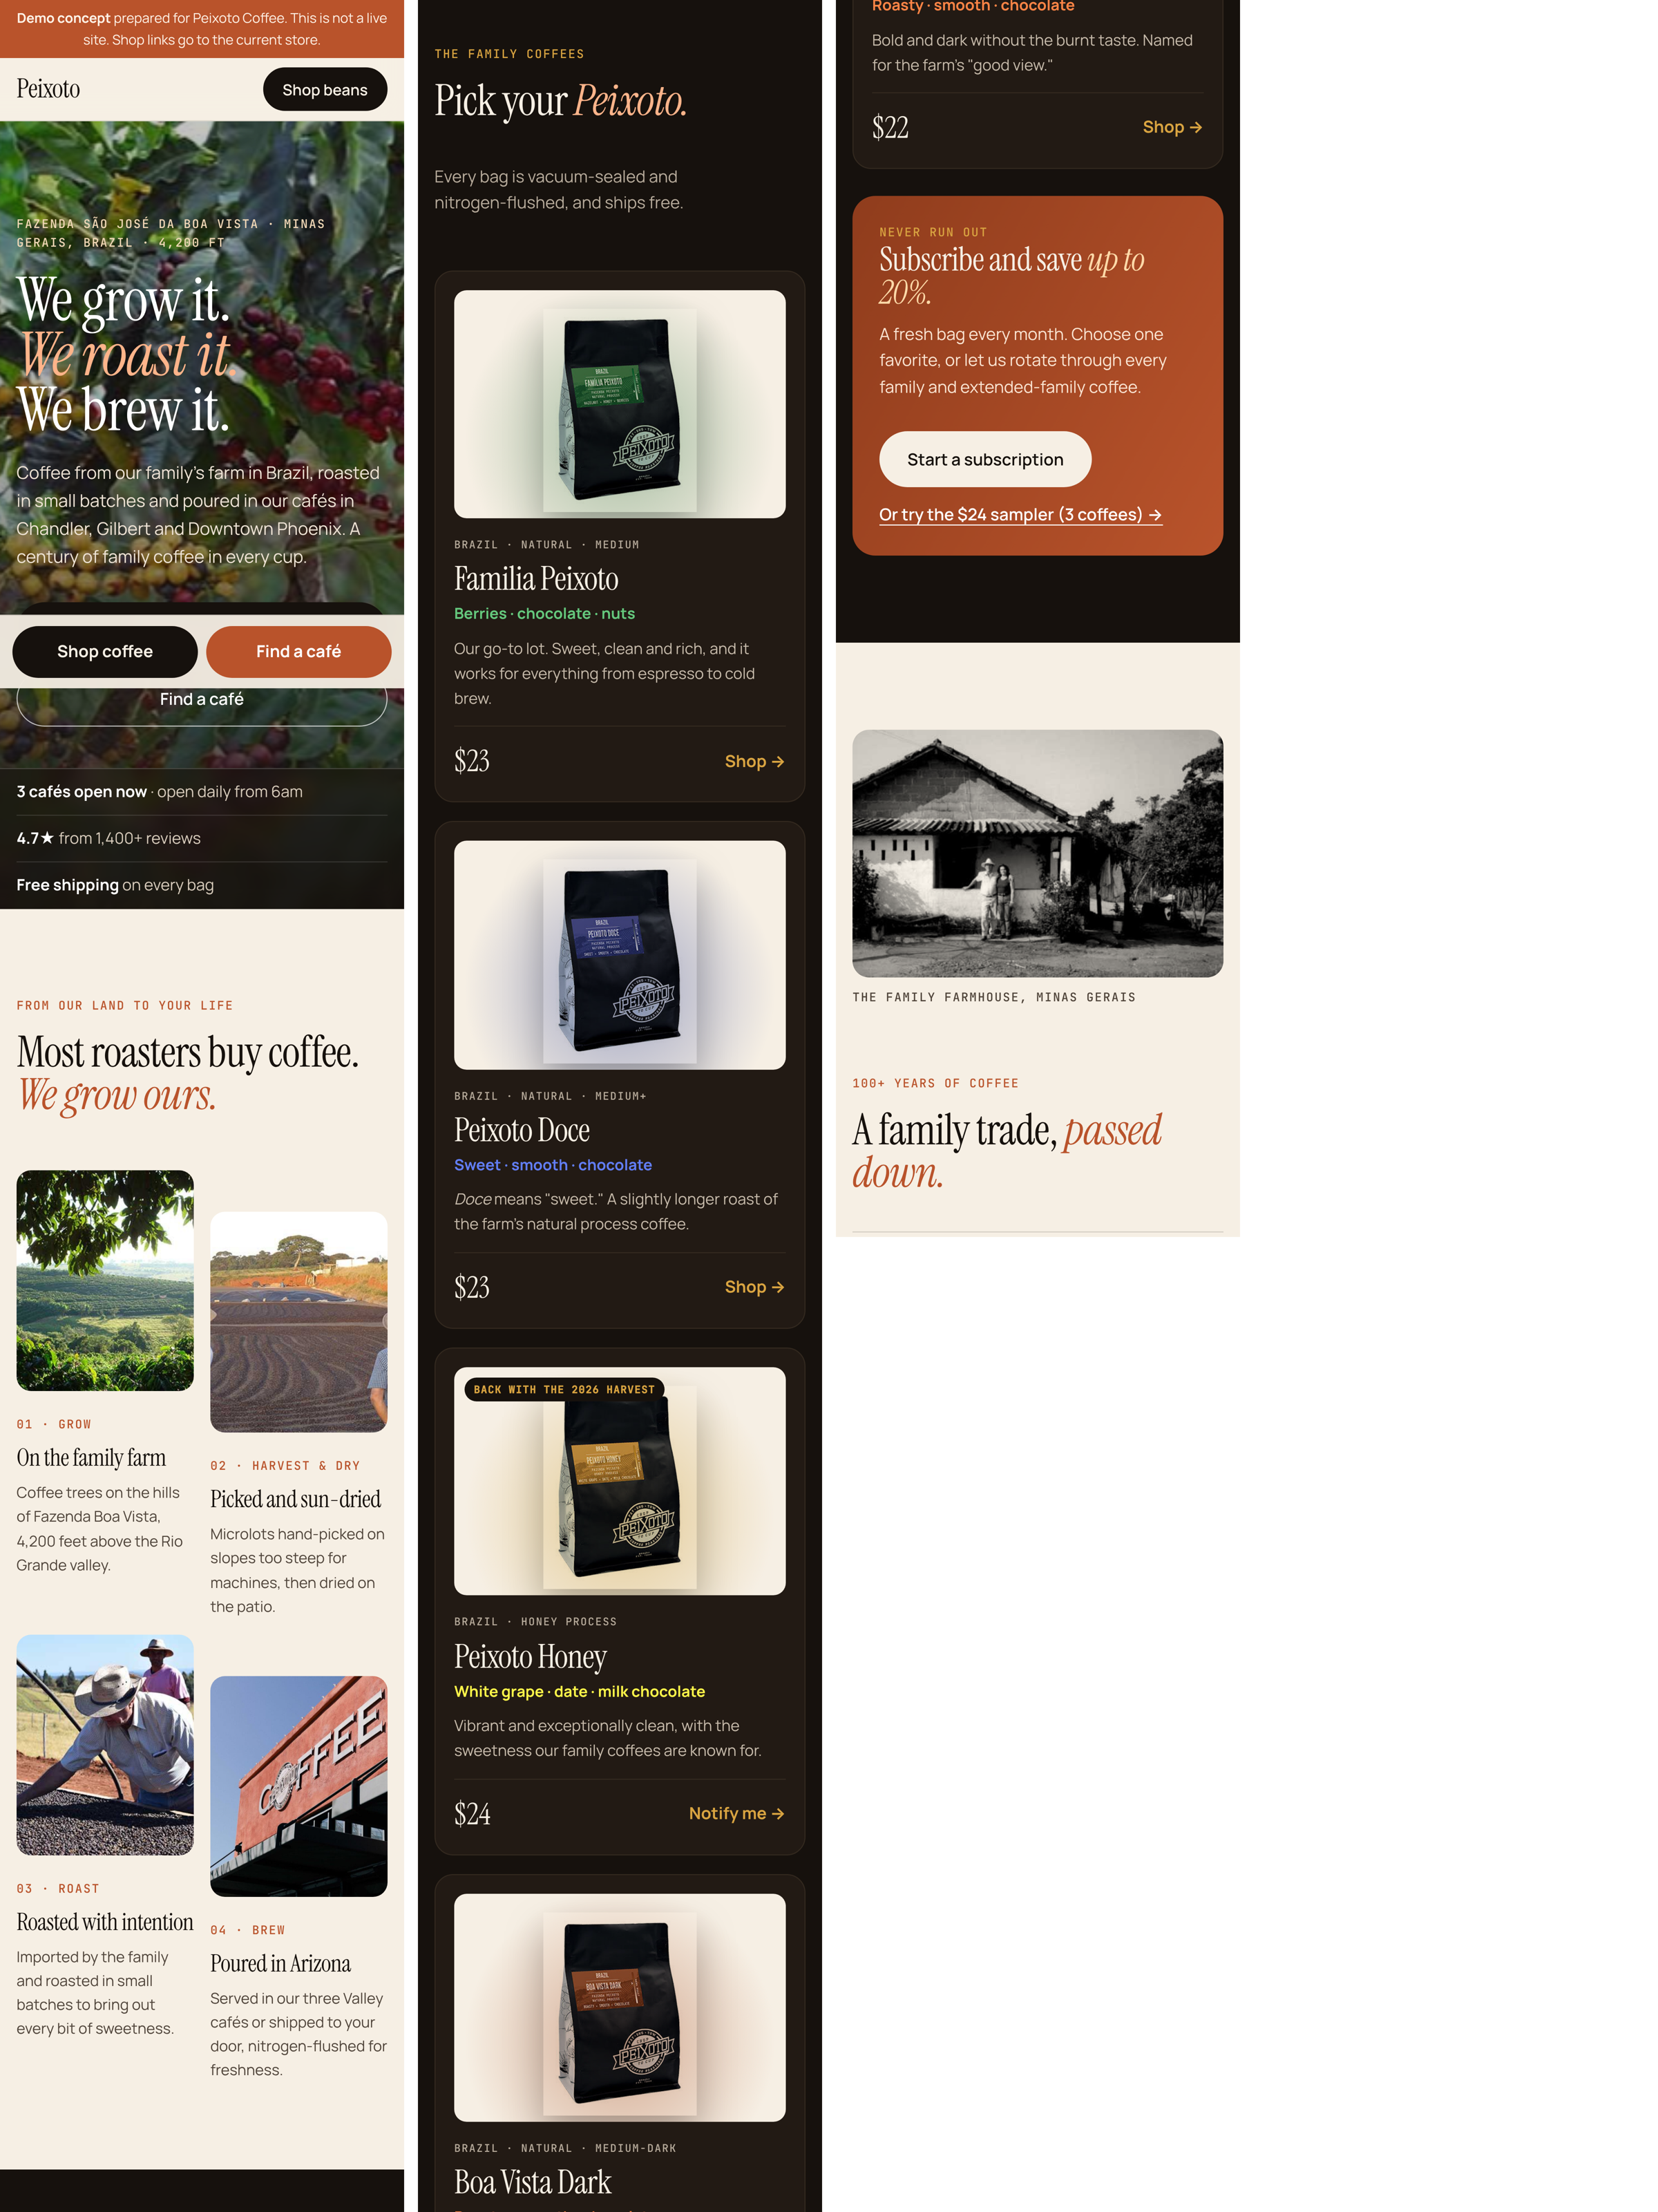 Demo concept prepared for Peixoto Coffee. This is not a live
site. Shop links go to the current store.
Peixoto
Shop beans
FAZENDA SÃO JOSÉ DA BOA VISTA · MINAS
GERAIS, BRAZIL · 4,200 FT
We grow it.
We roast it.
We brew it.
Coffee from our family's farm in Brazil, roasted
in small batches and poured in our cafés in
Chandler, Gilbert and Downtown Phoenix. A
century of family coffee in every cup.
Shop coffee
Find a café
Find a café
3 cafés open now · open daily from 6am
4.7★ from 1,400+ reviews
Free shipping on every bag
FROM OUR LAND TO YOUR LIFE
Most roasters buy coffee.
We grow ours.
01 · GROW
On the family farm
Coffee trees on the hills
of Fazenda Boa Vista,
4,200 feet above the Rio
Grande valley.
02 · HARVEST & DRY
Picked and sun-dried
Microlots hand-picked on
slopes too steep for
machines, then dried on
the patio.
COFFEE
03 · ROAST
Roasted with intention
Imported by the family
and roasted in small
batches to bring out
every bit of sweetness.
04 · BREW
Poured in Arizona
Served in our three Valley
cafés or shipped to your
door, nitrogen-flushed for
freshness.
THE FAMILY COFFEES
Pick your Peixoto.
Every bag is vacuum-sealed and
nitrogen-flushed, and ships free.
BRAZIL
FAMÍLIA PEIXOTO
PEIXOTO
BRAZIL · NATURAL · MEDIUM
Familia Peixoto
Berries · chocolate · nuts
Our go-to lot. Sweet, clean and rich, and it
works for everything from espresso to cold
brew.
$23
Shop →
BRAZIL
PEIXOTO DOCE
PEIXOTO
BRAZIL · NATURAL · MEDIUM+
Peixoto Doce
Sweet · smooth · chocolate
Doce means "sweet." A slightly longer roast of
the farm's natural process coffee.
$23
Shop →
BACK WITH THE 2026 HARVEST
BRAZIL
PEIXOTO HONEY
PEIXOTO
BRAZIL · HONEY PROCESS
Peixoto Honey
White grape · date · milk chocolate
Vibrant and exceptionally clean, with the
sweetness our family coffees are known for.
$24
Notify me →
BRAZIL
BOA VISTA DARK
PEIXOTO
BRAZIL · NATURAL · MEDIUM-DARK
Boa Vista Dark
Roasty · smooth · chocolate
Bold and dark without the burnt taste. Named
for the farm's "good view."
$22
Shop →
NEVER RUN OUT
Subscribe and save up to
20%.
A fresh bag every month. Choose one
favorite, or let us rotate through every
family and extended-family coffee.
Start a subscription
Or try the $24 sampler (3 coffees) →
THE FAMILY FARMHOUSE, MINAS GERAIS
100+ YEARS OF COFFEE
A family trade, passed
down.